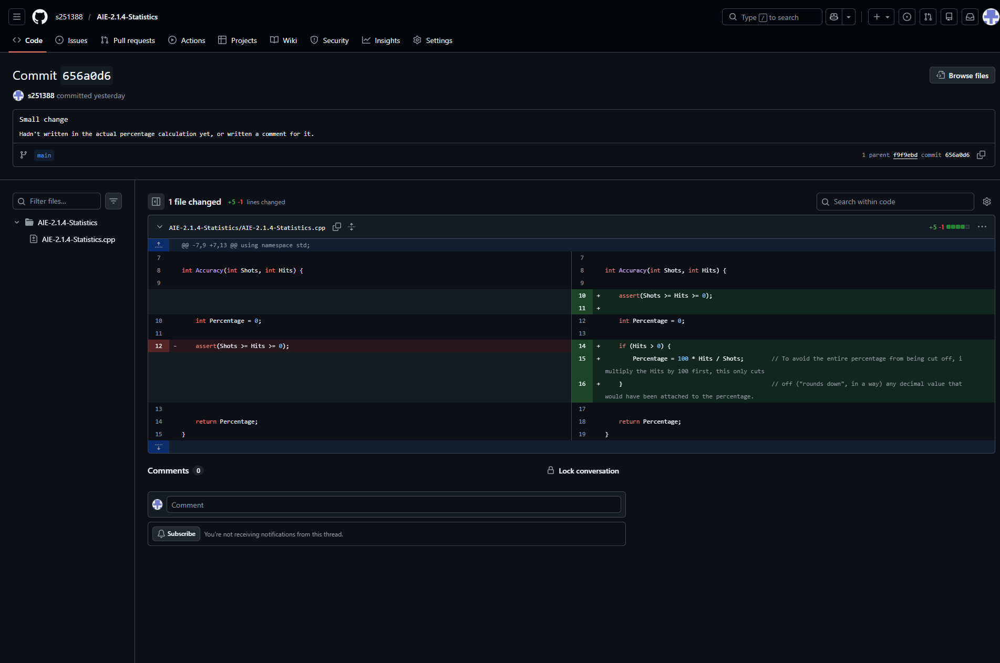 s251388 / AIE-2.1.4-Statistics
Type / to search
Code
Issues
Pull requests
Actions
Projects
Wiki
Security
Insights
Settings
Commit 656a0d6
Browse files
s251388 committed yesterday
Small change
Hadn't written in the actual percentage calculation yet, or written a comment for it.
main
1 parent f9f9ebd commit 656a0d6
Filter files...
AIE-2.1.4-Statistics
AIE-2.1.4-Statistics.cpp
1 file changed +5 -1 lines changed
Search within code
AIE-2.1.4-Statistics/AIE-2.1.4-Statistics.cpp
+5 -1
@@ -7,9 +7,13 @@ using namespace std;
7
8 int Accuracy(int Shots, int Hits) {
9
10 int Percentage = 0;
11
12 - assert(Shots >= Hits >= 0);
13
14 return Percentage;
15 }
7
8 int Accuracy(int Shots, int Hits) {
9
10 + assert(Shots >= Hits >= 0);
11 +
12 int Percentage = 0;
13
14 + if (Hits > 0) {
15 + Percentage = 100 * Hits / Shots; // To avoid the entire percentage from being cut off, i
multiply the Hits by 100 first, this only cuts
16 + } // off ("rounds down", in a way) any decimal value that
would have been attached to the percentage.
17
18 return Percentage;
19 }
Comments 0
Lock conversation
Comment
Subscribe You're not receiving notifications from this thread.